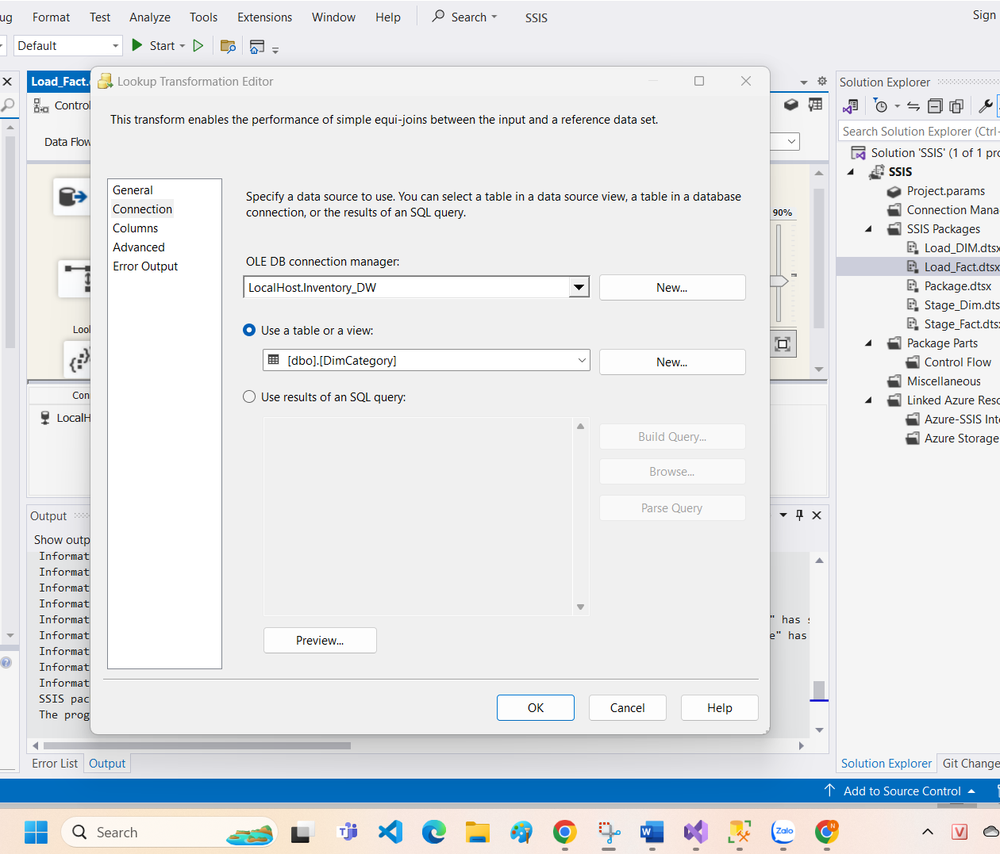 ug Format Test Analyze Tools Extensions Window Help Search SSIS Sign
Default Start
Load_Fact.
Lookup Transformation Editor
Solution Explorer
Control
This transform enables the performance of simple equi-joins between the input and a reference data set.
Search Solution Explorer (Ctrl+
Data Flow
Solution 'SSIS' (1 of 1 pro
SSIS
Project.params
Connection Mana
SSIS Packages
Load_DIM.dtsx
Load_Fact.dtsx
Package.dtsx
Stage_Dim.dts
Stage_Fact.dtsx
Package Parts
Control Flow
Miscellaneous
Linked Azure Reso
Azure-SSIS Inte
Azure Storage
General
Connection
Columns
Advanced
Error Output
Specify a data source to use. You can select a table in a data source view, a table in a database
connection, or the results of an SQL query.
90%
OLE DB connection manager:
LocalHost.Inventory_DW New...
Use a table or a view:
[dbo].[DimCategory] New...
Use results of an SQL query:
Build Query...
Browse...
Parse Query
Preview...
OK Cancel Help
Look
Con
LocalH
Output
Show outp
Informat
Informat
Informat
Informat
Informat " has s
Informat e" has
Informat
Informat
Informat
SSIS pac
The prog
Error List Output
Solution Explorer Git Change
Add to Source Control
Search
Zalo
N
V